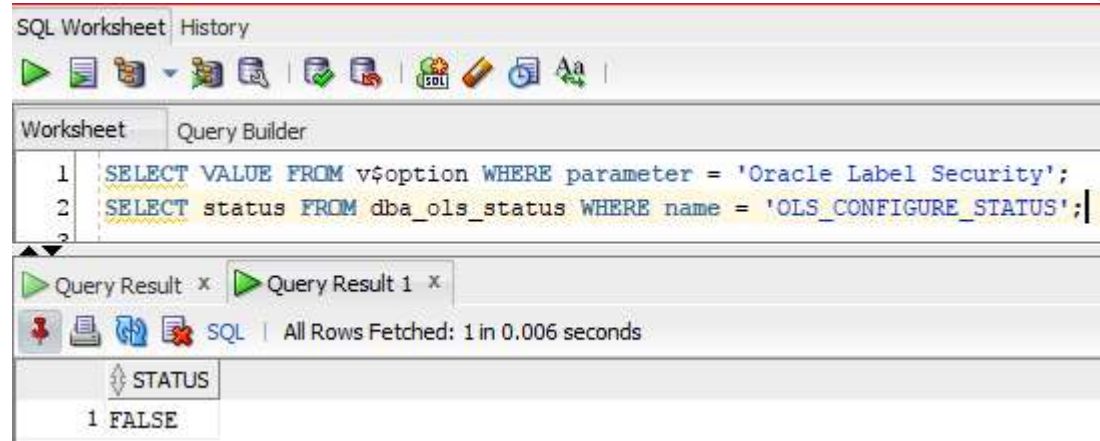 SQL Worksheet History
SQL Aa
Worksheet Query Builder
1 SELECT VALUE FROM v$option WHERE parameter = 'Oracle Label Security';
2 SELECT status FROM dba_ols_status WHERE name = 'OLS_CONFIGURE_STATUS';
Query Result x Query Result 1 x
SQL | All Rows Fetched: 1 in 0.006 seconds
STATUS
1 FALSE